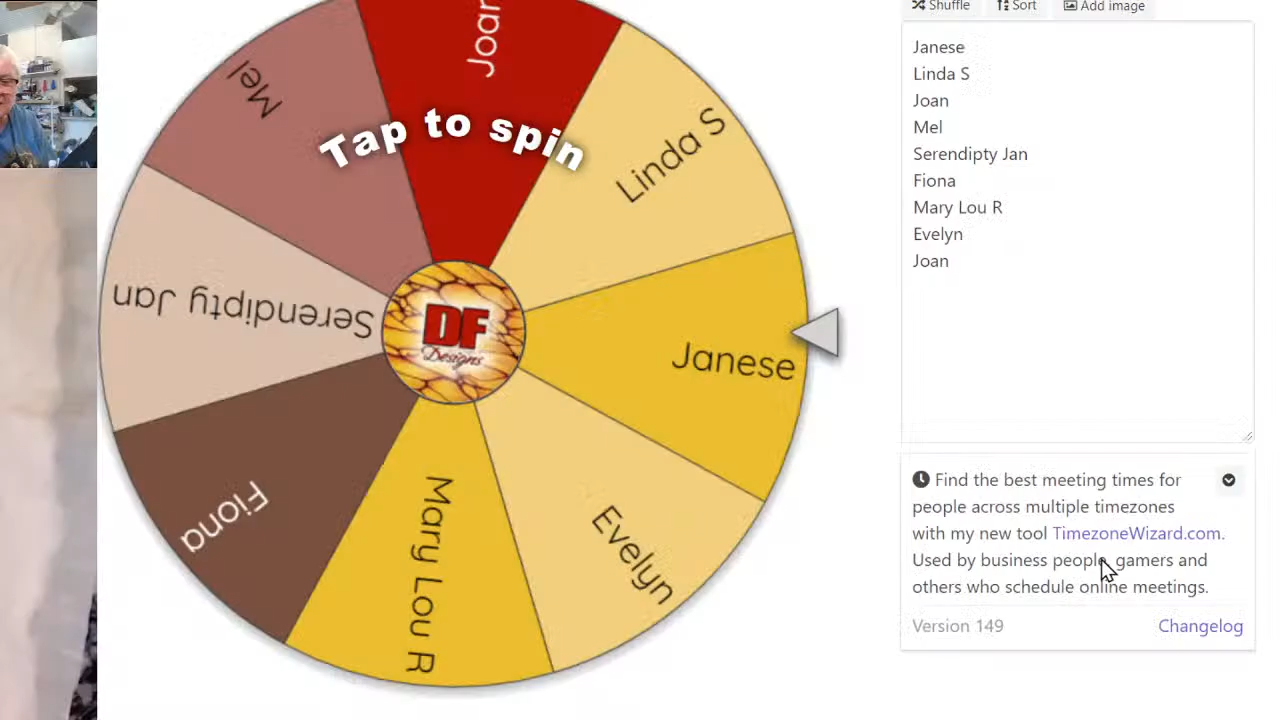 Shuffle
Sort
Add image
Janese
Linda S
Joan
Mel
Serendipty Jan
Fiona
Mary Lou R
Evelyn
Joan
Joan
Linda S
Janese
Evelyn
Mary Lou R
Fiona
Serendipty Jan
Mel
Tap to spin
DF
Designs
Find the best meeting times for
people across multiple timezones
with my new tool TimezoneWizard.com.
Used by business people, gamers and
others who schedule online meetings.
Version 149
Changelog